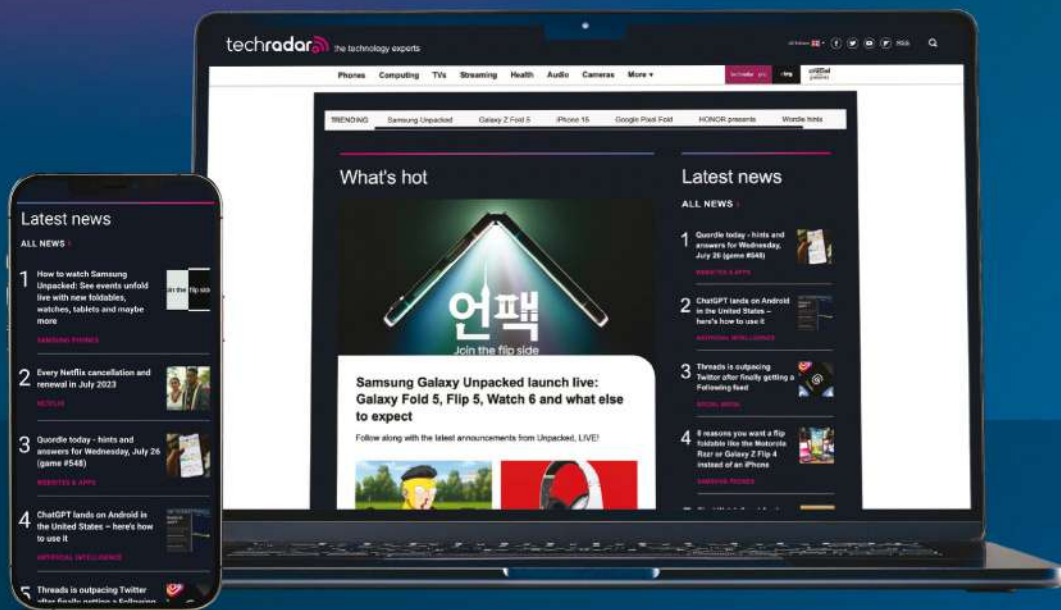 techradar the technology experts
RSS
Phones Computing TVs Streaming Health Audio Cameras More
TRENDING Samsung Unpacked Galaxy Z Fold 5 iPhone 15 Google Pixel Fold HONOR presents Wordle hints
What's hot
언팩
Join the flip side
Samsung Galaxy Unpacked launch live:
Galaxy Fold 5, Flip 5, Watch 6 and what else
to expect
Follow along with the latest announcements from Unpacked, LIVE!
Latest news
ALL NEWS
1 Quordle today - hints and
answers for Wednesday,
July 26 (game #548)
WEBSITES & APPS
2 ChatGPT lands on Android
in the United States –
here's how to use it
ARTIFICIAL INTELLIGENCE
3 Threads is outpacing
Twitter after finally getting a
Following feed
SOCIAL MEDIA
4 6 reasons you want a flip
foldable like the Motorola
Razr or Galaxy Z Flip 4
instead of an iPhone
SAMSUNG PHONES
Latest news
ALL NEWS
1 How to watch Samsung
Unpacked: See events unfold
live with new foldables,
watches, tablets and maybe
more
SAMSUNG PHONES
2 Every Netflix cancellation and
renewal in July 2023
NETFLIX
3 Quordle today - hints and
answers for Wednesday, July 26
(game #548)
WEBSITES & APPS
4 ChatGPT lands on Android in
the United States – here's how
to use it
ARTIFICIAL INTELLIGENCE
5 Threads is outpacing Twitter
after finally getting a Following